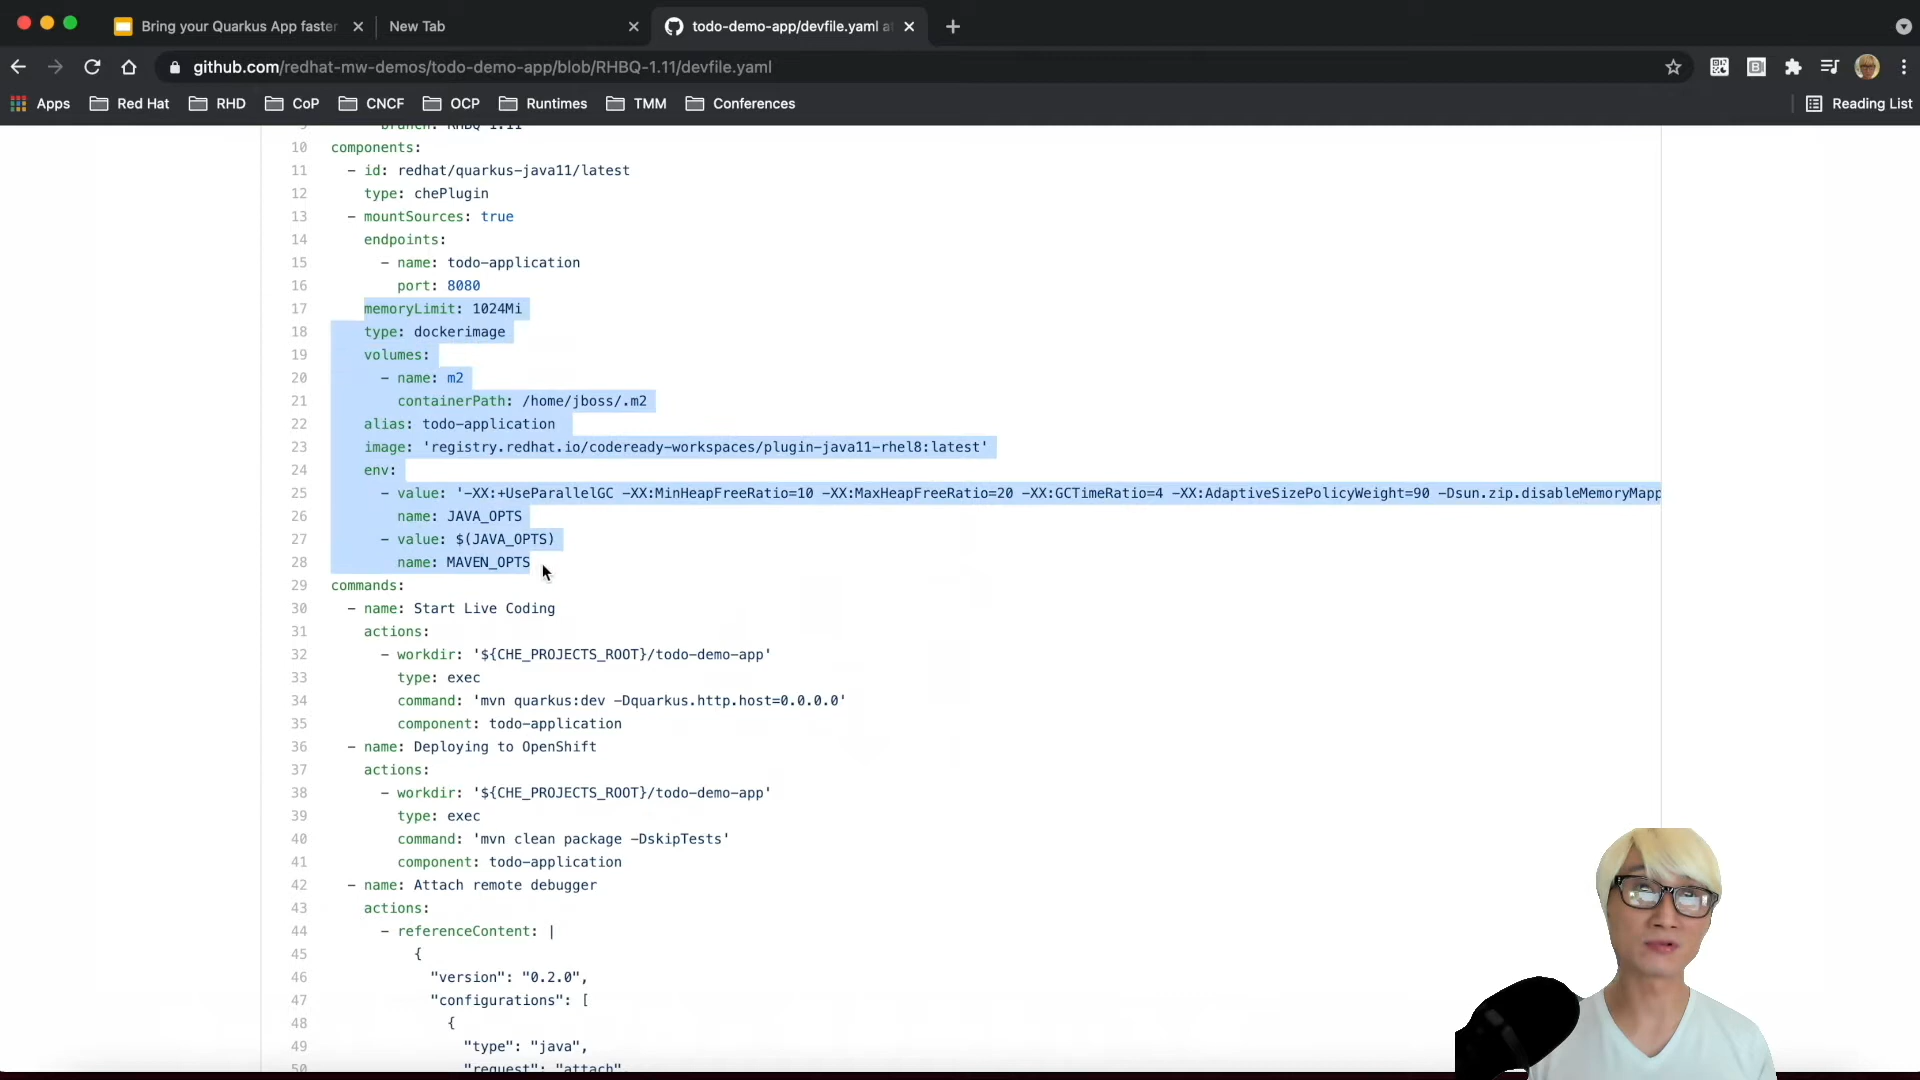 Bring your Quarkus App faster
New Tab
todo-demo-app/devfile.yaml a
github.com/redhat-mw-demos/todo-demo-app/blob/RHBQ-1.11/devfile.yaml
Apps Red Hat RHD CoP CNCF OCP Runtimes TMM Conferences Reading List
9 branch: RHBQ-1.11
10 components:
11 - id: redhat/quarkus-java11/latest
12 type: chePlugin
13 - mountSources: true
14 endpoints:
15 - name: todo-application
16 port: 8080
17 memoryLimit: 1024Mi
18 type: dockerimage
19 volumes:
20 - name: m2
21 containerPath: /home/jboss/.m2
22 alias: todo-application
23 image: 'registry.redhat.io/codeready-workspaces/plugin-java11-rhel8:latest'
24 env:
25 - value: '-XX:+UseParallelGC -XX:MinHeapFreeRatio=10 -XX:MaxHeapFreeRatio=20 -XX:GCTimeRatio=4 -XX:AdaptiveSizePolicyWeight=90 -Dsun.zip.disableMemoryMapp
26 name: JAVA_OPTS
27 - value: $(JAVA_OPTS)
28 name: MAVEN_OPTS
29 commands:
30 - name: Start Live Coding
31 actions:
32 - workdir: '${CHE_PROJECTS_ROOT}/todo-demo-app'
33 type: exec
34 command: 'mvn quarkus:dev -Dquarkus.http.host=0.0.0.0'
35 component: todo-application
36 - name: Deploying to OpenShift
37 actions:
38 - workdir: '${CHE_PROJECTS_ROOT}/todo-demo-app'
39 type: exec
40 command: 'mvn clean package -DskipTests'
41 component: todo-application
42 - name: Attach remote debugger
43 actions:
44 - referenceContent: |
45 {
46 "version": "0.2.0",
47 "configurations": [
48 {
49 "type": "java",
50 "request": "attach",